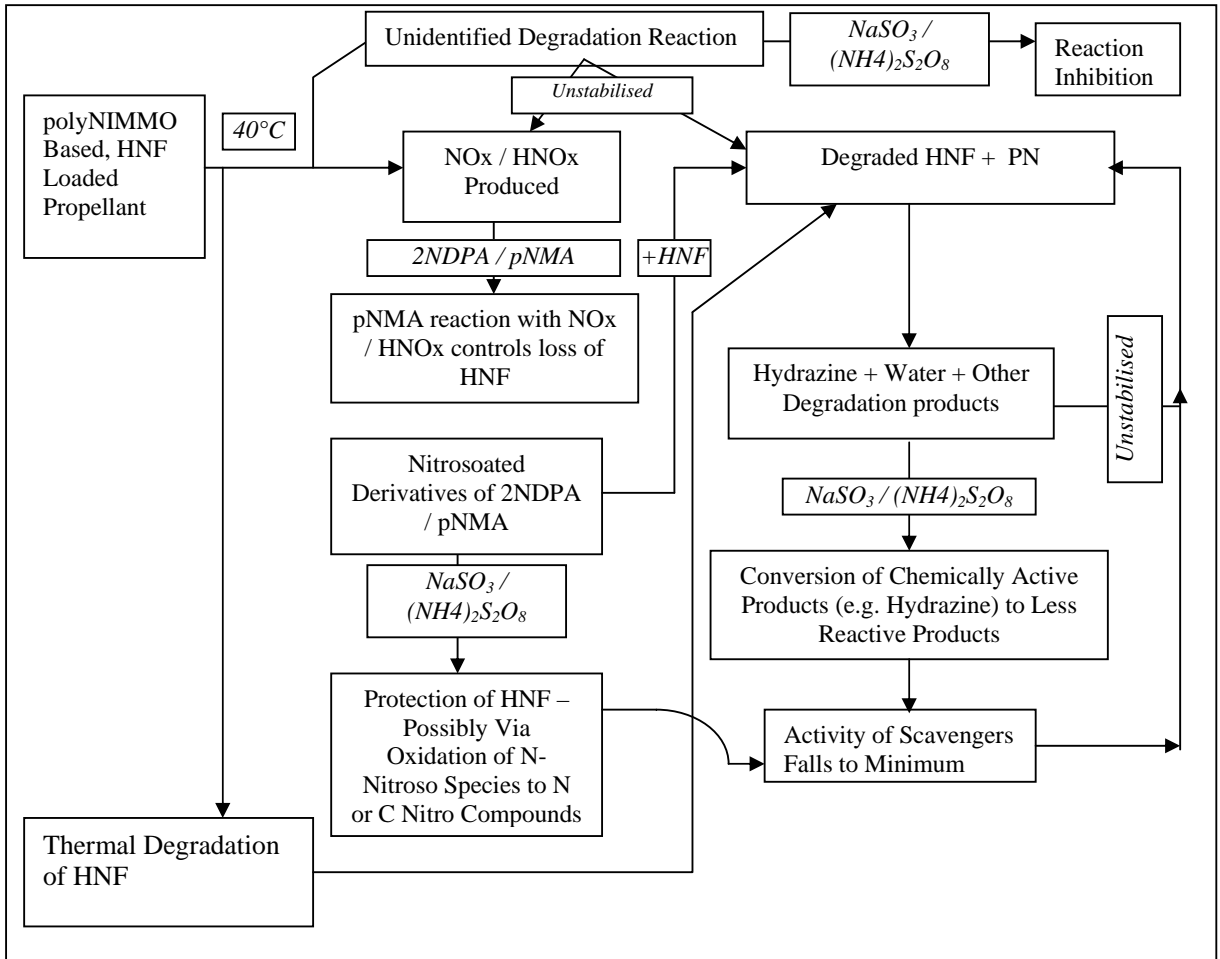 Unidentified Degradation Reaction
NaSO₃ /
(NH4)₂S₂O₈
Reaction
Inhibition
Unstabilised
polyNIMMO
Based, HNF
Loaded
Propellant
40°C
NOx / HNOx
Produced
Degraded HNF + PN
2NDPA / pNMA
+HNF
pNMA reaction with NOx
/ HNOx controls loss of
HNF
Hydrazine + Water + Other
Degradation products
Unstabilised
Nitrosoated
Derivatives of 2NDPA
/ pNMA
NaSO₃ / (NH4)₂S₂O₈
NaSO₃ /
(NH4)₂S₂O₈
Conversion of Chemically Active
Products (e.g. Hydrazine) to Less
Reactive Products
Protection of HNF –
Possibly Via
Oxidation of N-
Nitroso Species to N
or C Nitro Compounds
Activity of Scavengers
Falls to Minimum
Thermal Degradation
of HNF